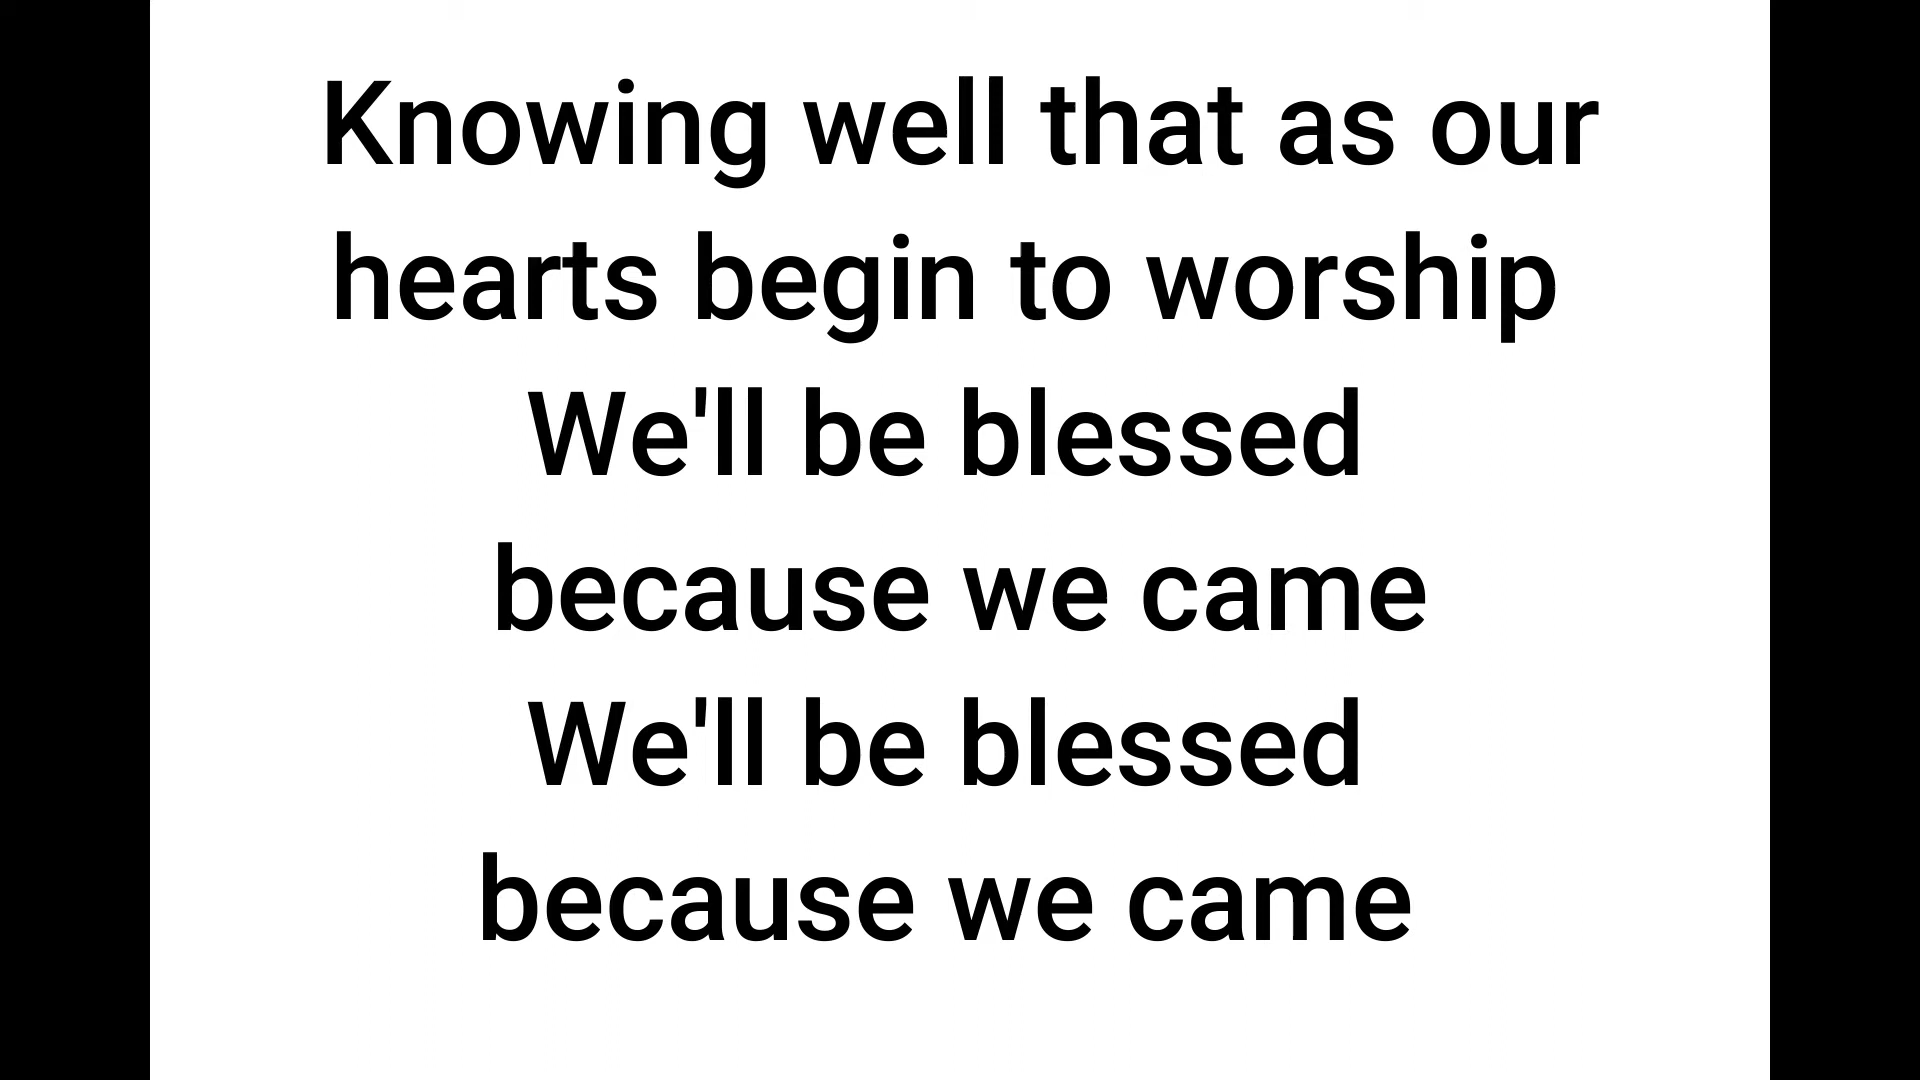 Knowing well that as our
hearts begin to worship
We'll be blessed
because we came
We'll be blessed
because we came